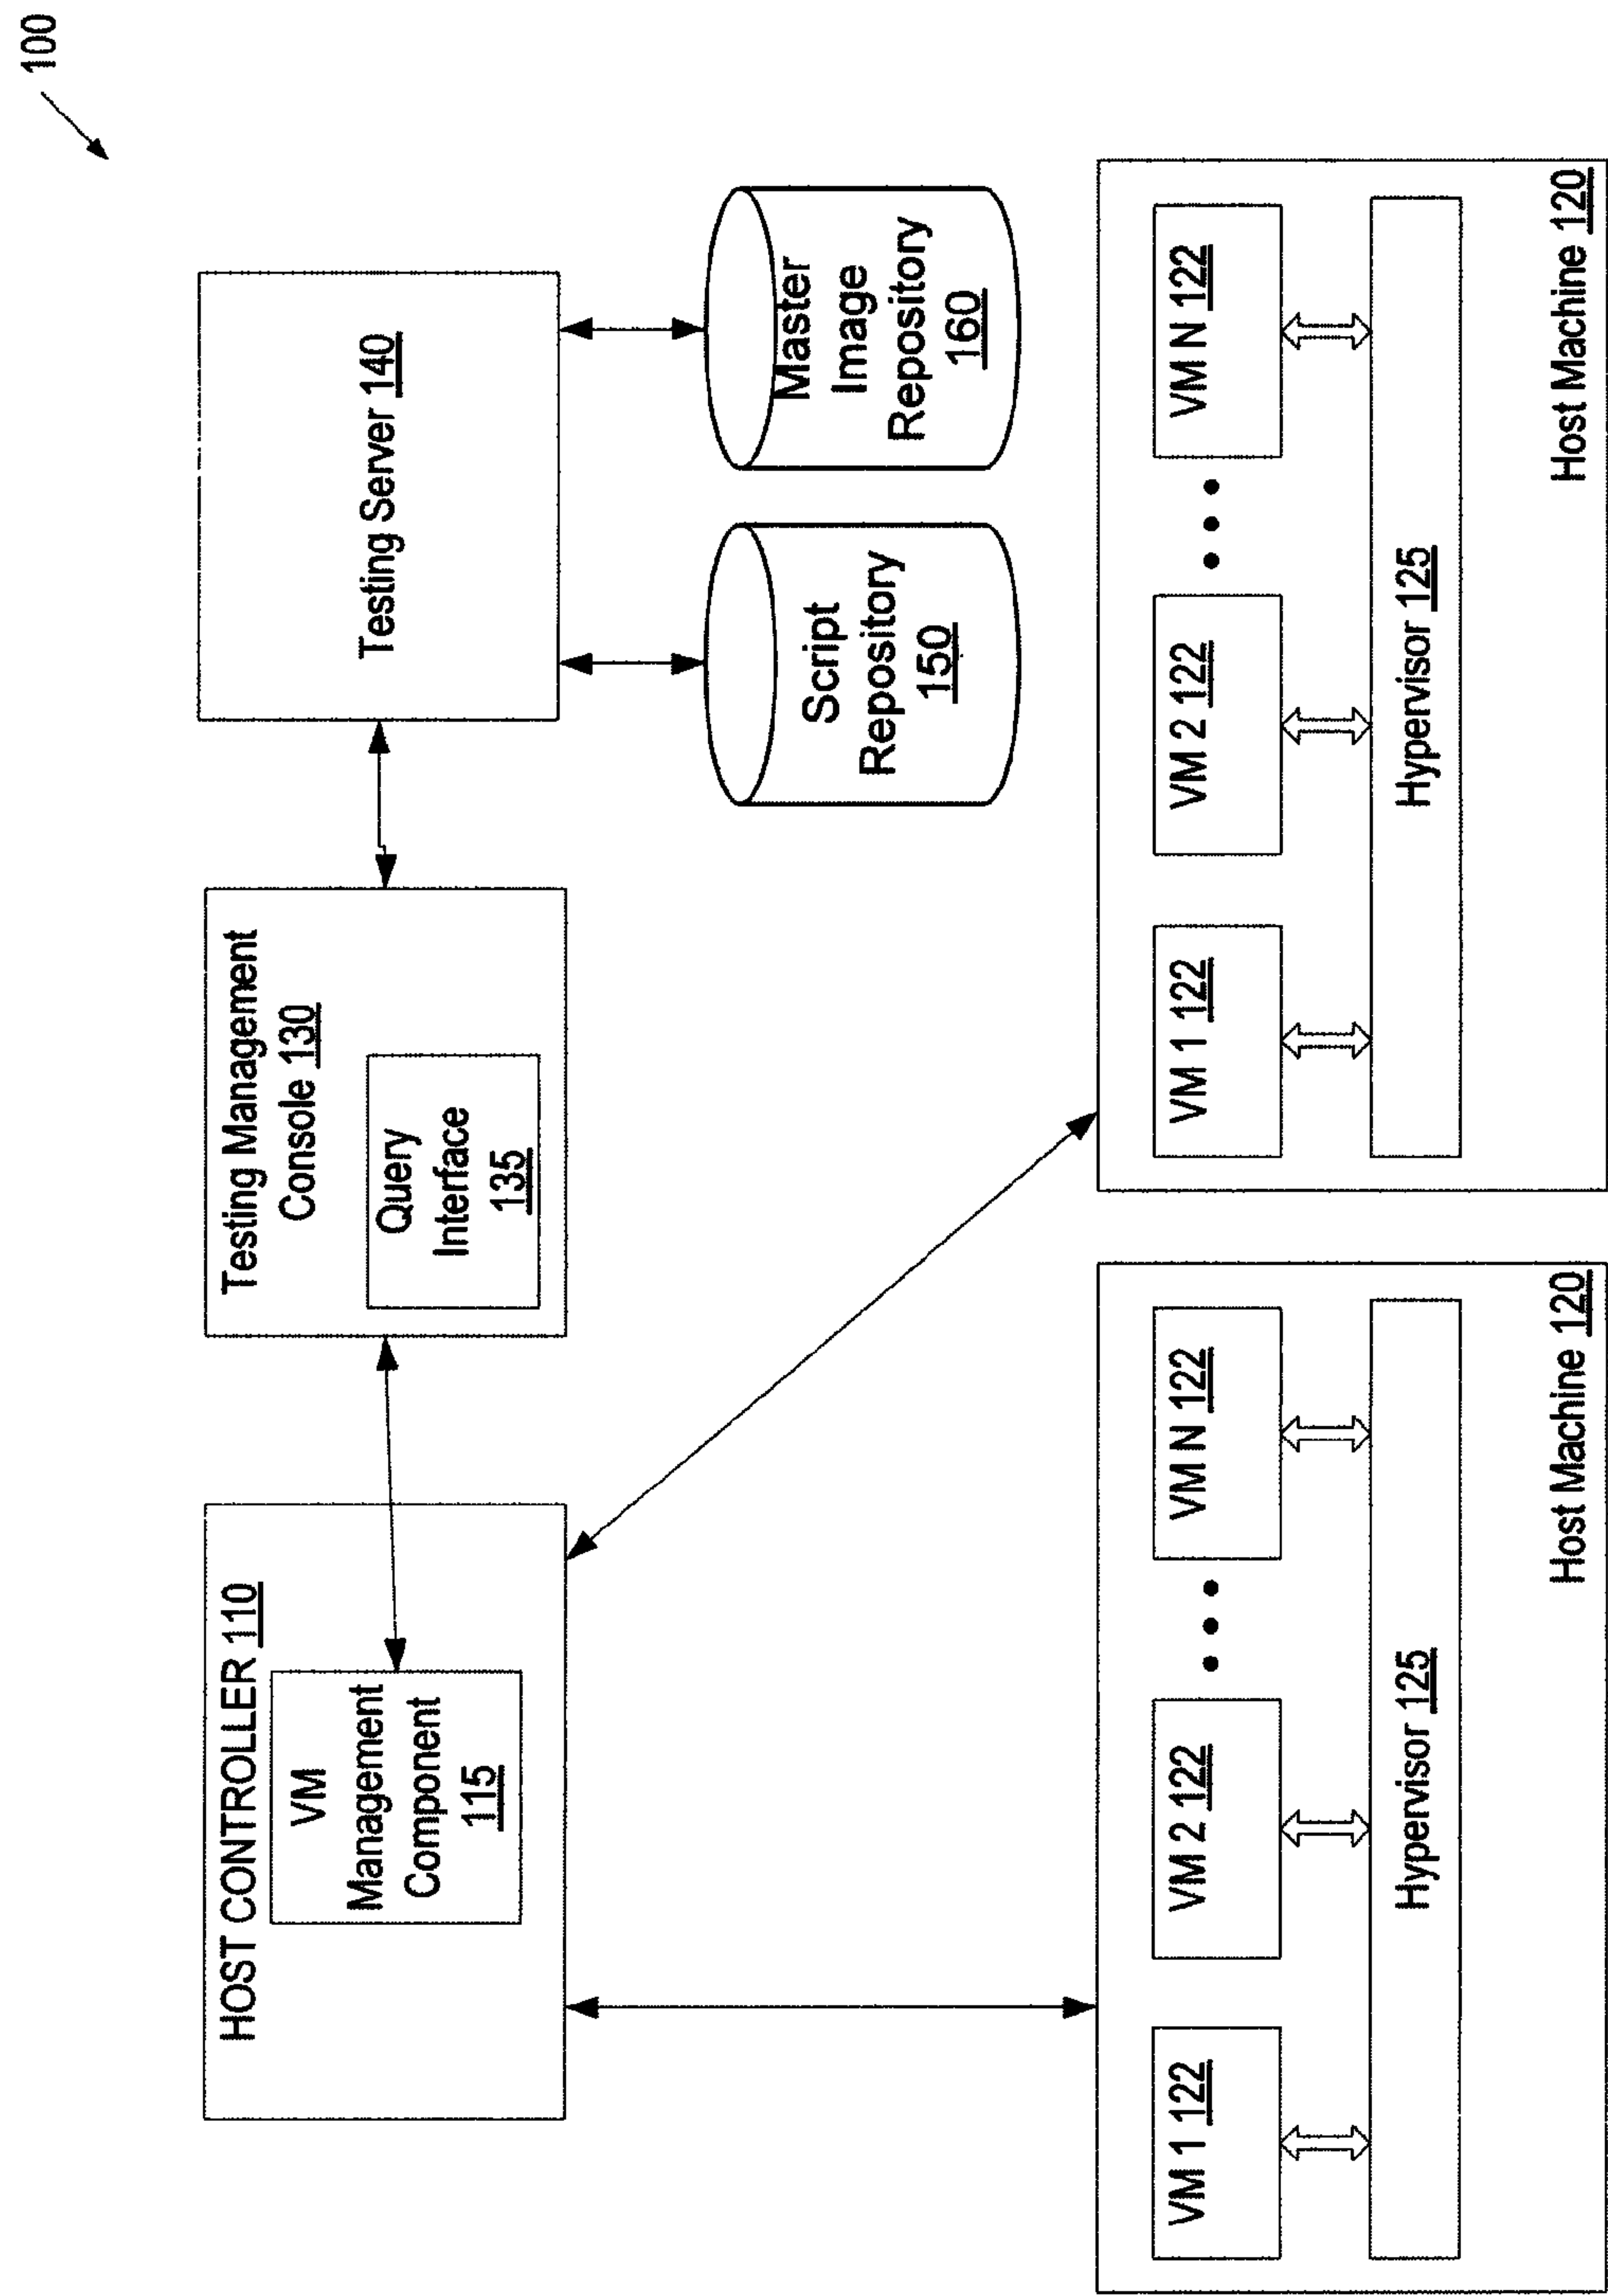 100
HOST CONTROLLER 110
VM
Management
Component
115
Testing Management
Console 130
Query
Interface
135
Testing Server 140
Script
Repository
150
Master
Image
Repository
160
VM 1 122
VM 2 122
VM N 122
Hypervisor 125
Host Machine 120
VM 1 122
VM 2 122
VM N 122
Hypervisor 125
Host Machine 120